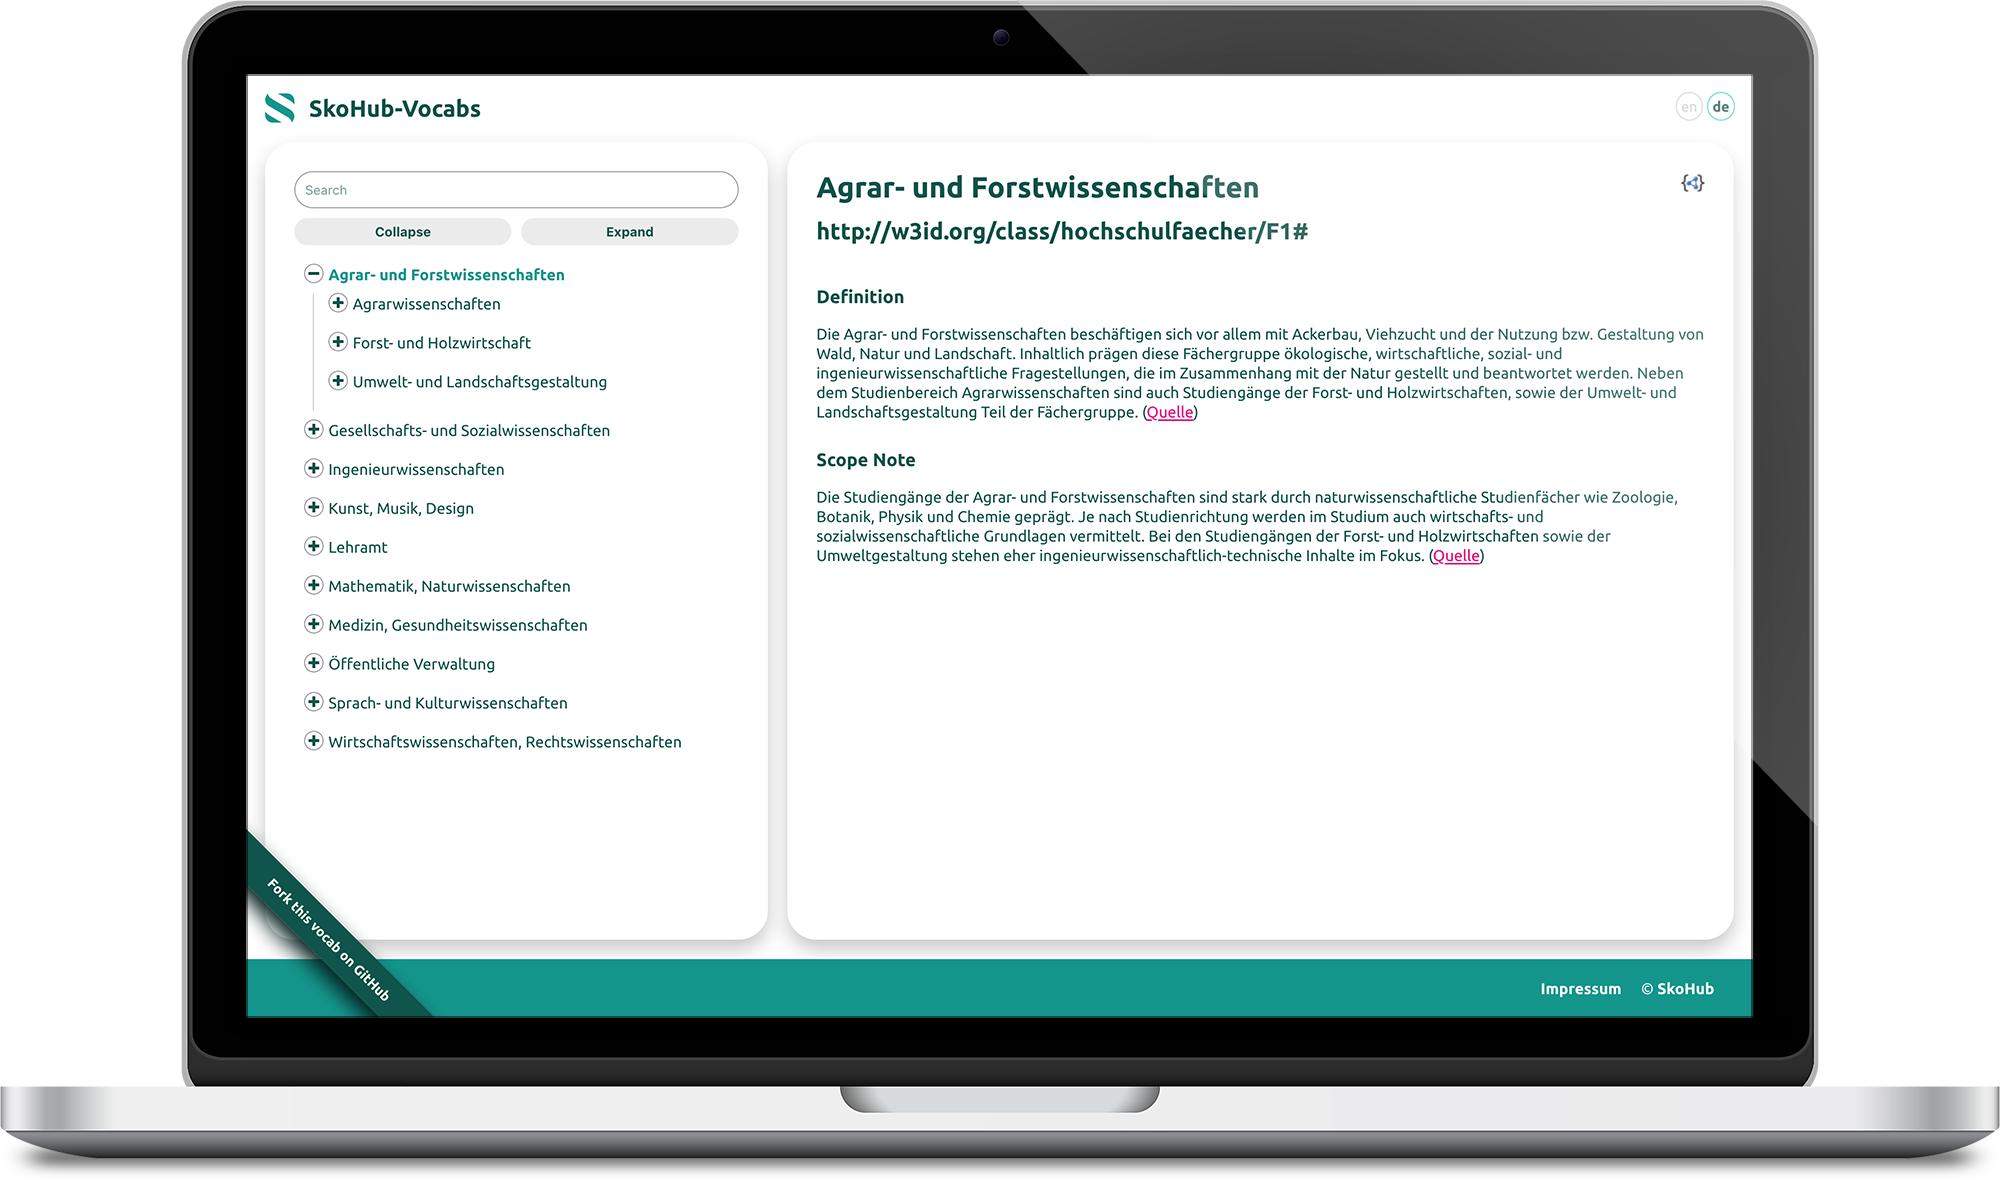 SkoHub-Vocabs
en de
Search
Collapse Expand
Agrar- und Forstwissenschaften
Agrarwissenschaften
Forst- und Holzwirtschaft
Umwelt- und Landschaftsgestaltung
Gesellschafts- und Sozialwissenschaften
Ingenieurwissenschaften
Kunst, Musik, Design
Lehramt
Mathematik, Naturwissenschaften
Medizin, Gesundheitswissenschaften
Öffentliche Verwaltung
Sprach- und Kulturwissenschaften
Wirtschaftswissenschaften, Rechtswissenschaften
Fork this vocab on GitHub
Agrar- und Forstwissenschaften
http://w3id.org/class/hochschulfaecher/F1#
Definition
Die Agrar- und Forstwissenschaften beschäftigen sich vor allem mit Ackerbau, Viehzucht und der Nutzung bzw. Gestaltung von
Wald, Natur und Landschaft. Inhaltlich prägen diese Fächergruppe ökologische, wirtschaftliche, sozial- und
ingenieurwissenschaftliche Fragestellungen, die im Zusammenhang mit der Natur gestellt und beantwortet werden. Neben
dem Studienbereich Agrarwissenschaften sind auch Studiengänge der Forst- und Holzwirtschaften, sowie der Umwelt- und
Landschaftsgestaltung Teil der Fächergruppe. (Quelle)
Scope Note
Die Studiengänge der Agrar- und Forstwissenschaften sind stark durch naturwissenschaftliche Studienfächer wie Zoologie,
Botanik, Physik und Chemie geprägt. Je nach Studienrichtung werden im Studium auch wirtschafts- und
sozialwissenschaftliche Grundlagen vermittelt. Bei den Studiengängen der Forst- und Holzwirtschaften sowie der
Umweltgestaltung stehen eher ingenieurwissenschaftlich-technische Inhalte im Fokus. (Quelle)
Impressum © SkoHub